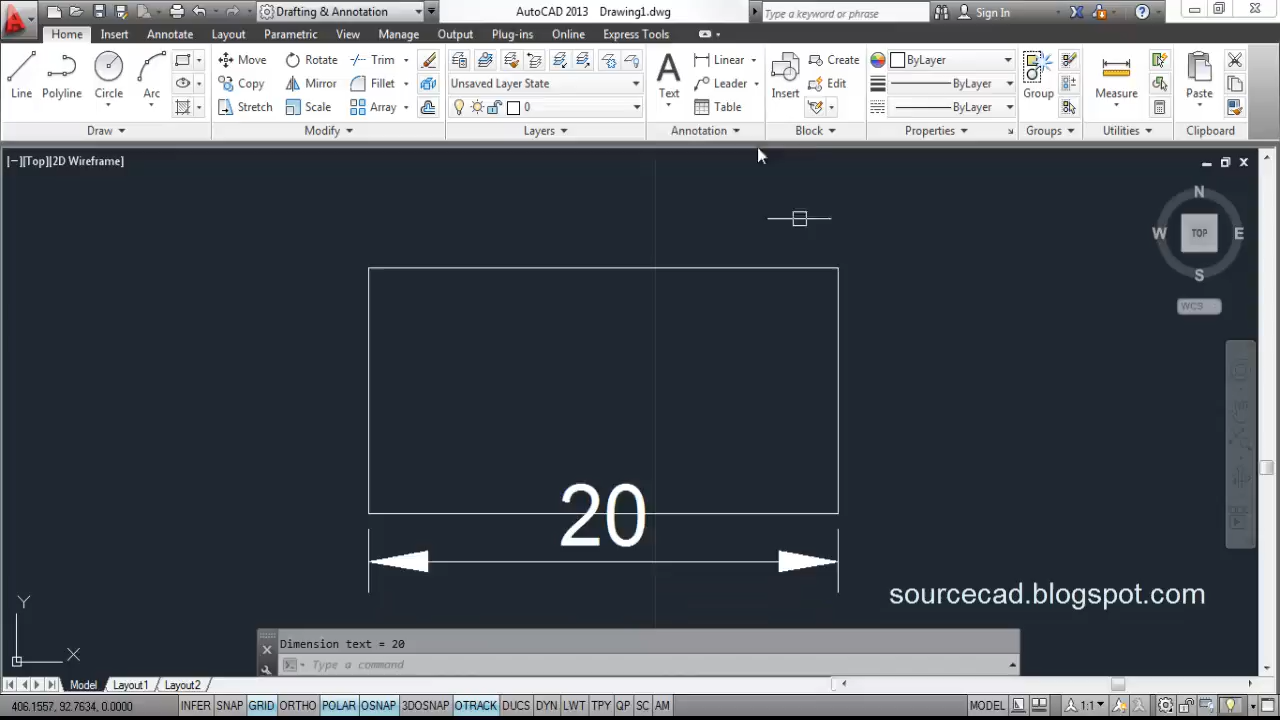 Drafting & Annotation
AutoCAD 2013 Drawing1.dwg
Type a keyword or phrase
Sign In
Home Insert Annotate Layout Parametric View Manage Output Plug-ins Online Express Tools
Line Polyline Circle Arc
Move Rotate Trim
Copy Mirror Fillet
Stretch Scale Array
Unsaved Layer State
0
Text
Linear
Leader
Table
Insert
Create
Edit
ByLayer
ByLayer
ByLayer
Group
Measure
Paste
Draw Modify Layers Annotation Block Properties Groups Utilities Clipboard
[−][Top][2D Wireframe]
N
W TOP E
S
WCS
20
sourcecad.blogspot.com
Y
X
Dimension text = 20
Type a command
Model Layout1 Layout2
406.1557, 92.7634, 0.0000 INFER SNAP GRID ORTHO POLAR OSNAP 3DOSNAP OTRACK DUCS DYN LWT TPY QP SC AM MODEL 1:1